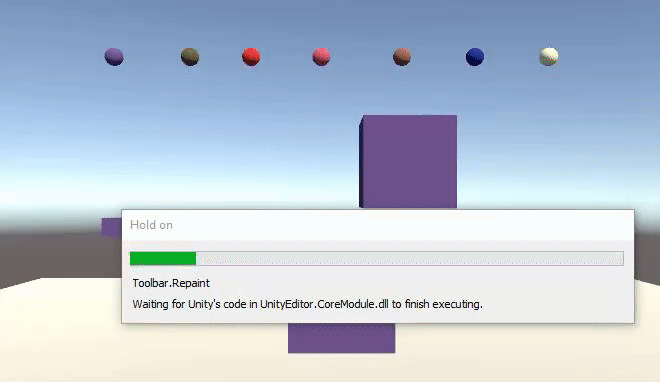 Hold on
Toolbar.Repaint
Waiting for Unity's code in UnityEditor.CoreModule.dll to finish executing.